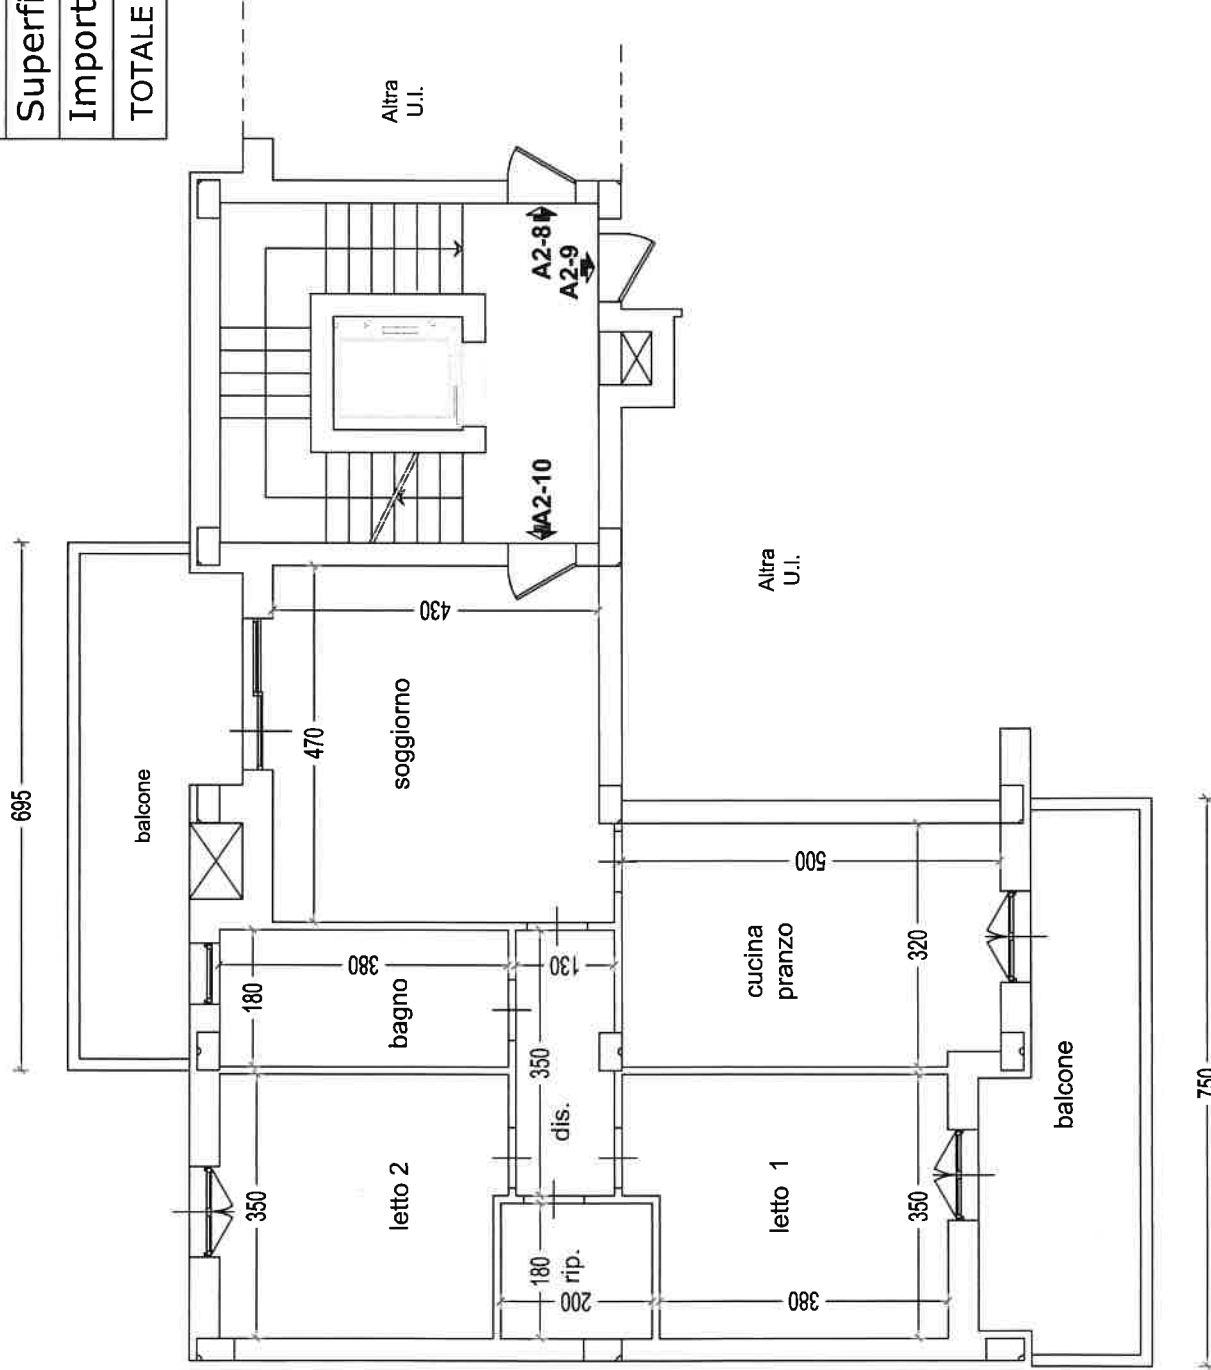 Superfi
Import
TOTALE
Altra
U.I.
A2-8
A2-9
A2-10
695
balcone
430
470
soggiorno
Altra
U.I.
380
180
bagno
130
350
dis.
500
320
cucina
pranzo
350
letto 2
180
rip.
200
letto 1
350
380
balcone
750